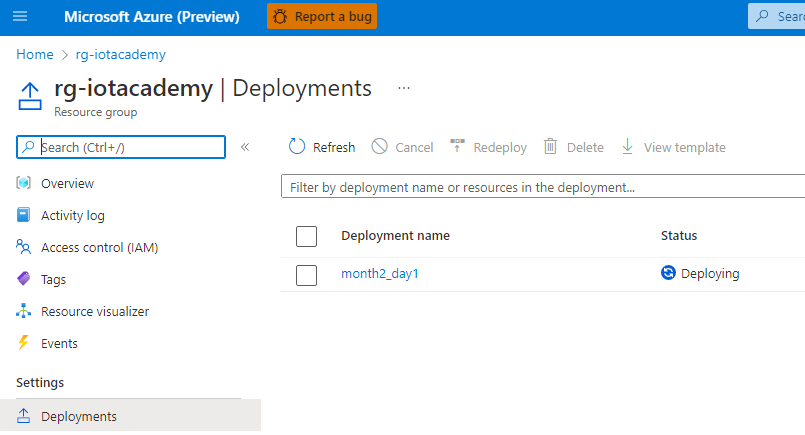 Microsoft Azure (Preview)
Report a bug
Sear
Home > rg-iotacademy
rg-iotacademy | Deployments ...
Resource group
Search (Ctrl+/)
«
Refresh
Cancel
Redeploy
Delete
View template
Overview
Filter by deployment name or resources in the deployment...
Activity log
Deployment name
Status
Access control (IAM)
month2_day1
Deploying
Tags
Resource visualizer
Events
Settings
Deployments